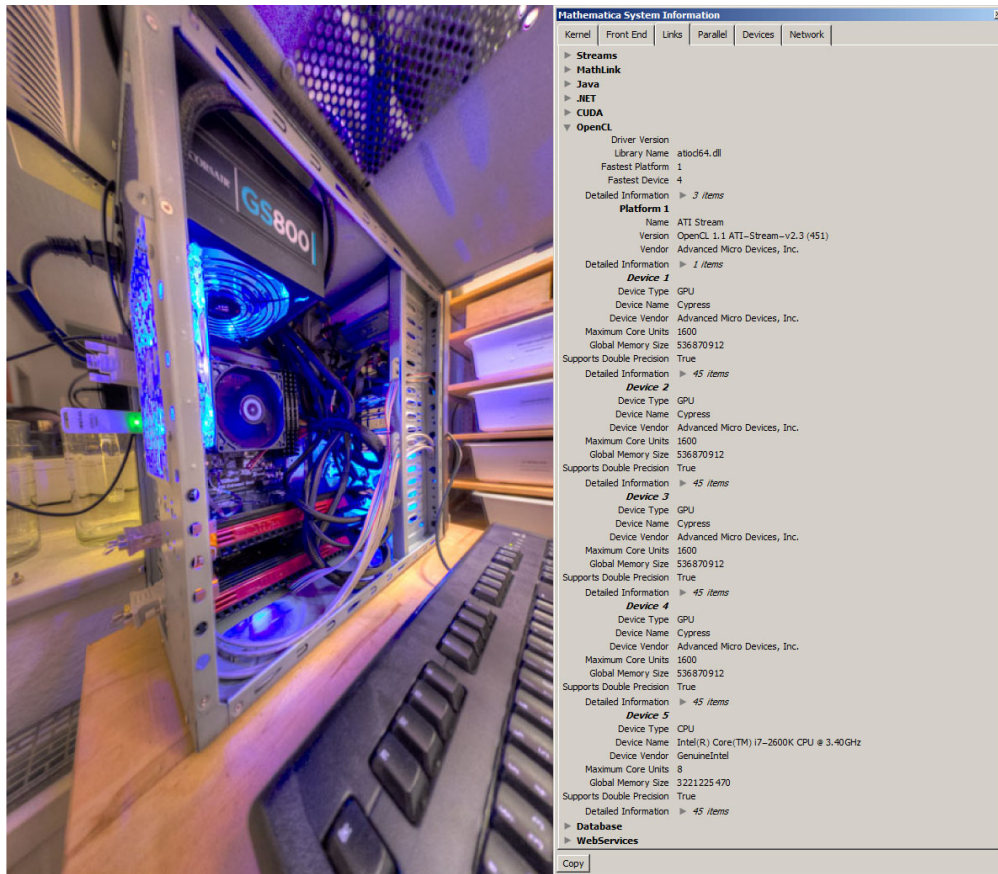 CORSAIR
GS800
Mathematica System Information
Kernel Front End Links Parallel Devices Network
Streams
MathLink
Java
.NET
CUDA
OpenCL
Driver Version
Library Name atiocl64.dll
Fastest Platform 1
Fastest Device 4
Detailed Information 3 items
Platform 1
Name ATI Stream
Version OpenCL 1.1 ATI-Stream-v2.3 (451)
Vendor Advanced Micro Devices, Inc.
Detailed Information 1 items
Device 1
Device Type GPU
Device Name Cypress
Device Vendor Advanced Micro Devices, Inc.
Maximum Core Units 1600
Global Memory Size 536870912
Supports Double Precision True
Detailed Information 45 items
Device 2
Device Type GPU
Device Name Cypress
Device Vendor Advanced Micro Devices, Inc.
Maximum Core Units 1600
Global Memory Size 536870912
Supports Double Precision True
Detailed Information 45 items
Device 3
Device Type GPU
Device Name Cypress
Device Vendor Advanced Micro Devices, Inc.
Maximum Core Units 1600
Global Memory Size 536870912
Supports Double Precision True
Detailed Information 45 items
Device 4
Device Type GPU
Device Name Cypress
Device Vendor Advanced Micro Devices, Inc.
Maximum Core Units 1600
Global Memory Size 536870912
Supports Double Precision True
Detailed Information 45 items
Device 5
Device Type CPU
Device Name Intel(R) Core(TM) i7-2600K CPU @ 3.40GHz
Device Vendor GenuineIntel
Maximum Core Units 8
Global Memory Size 3221225470
Supports Double Precision True
Detailed Information 45 items
Database
WebServices
Copy